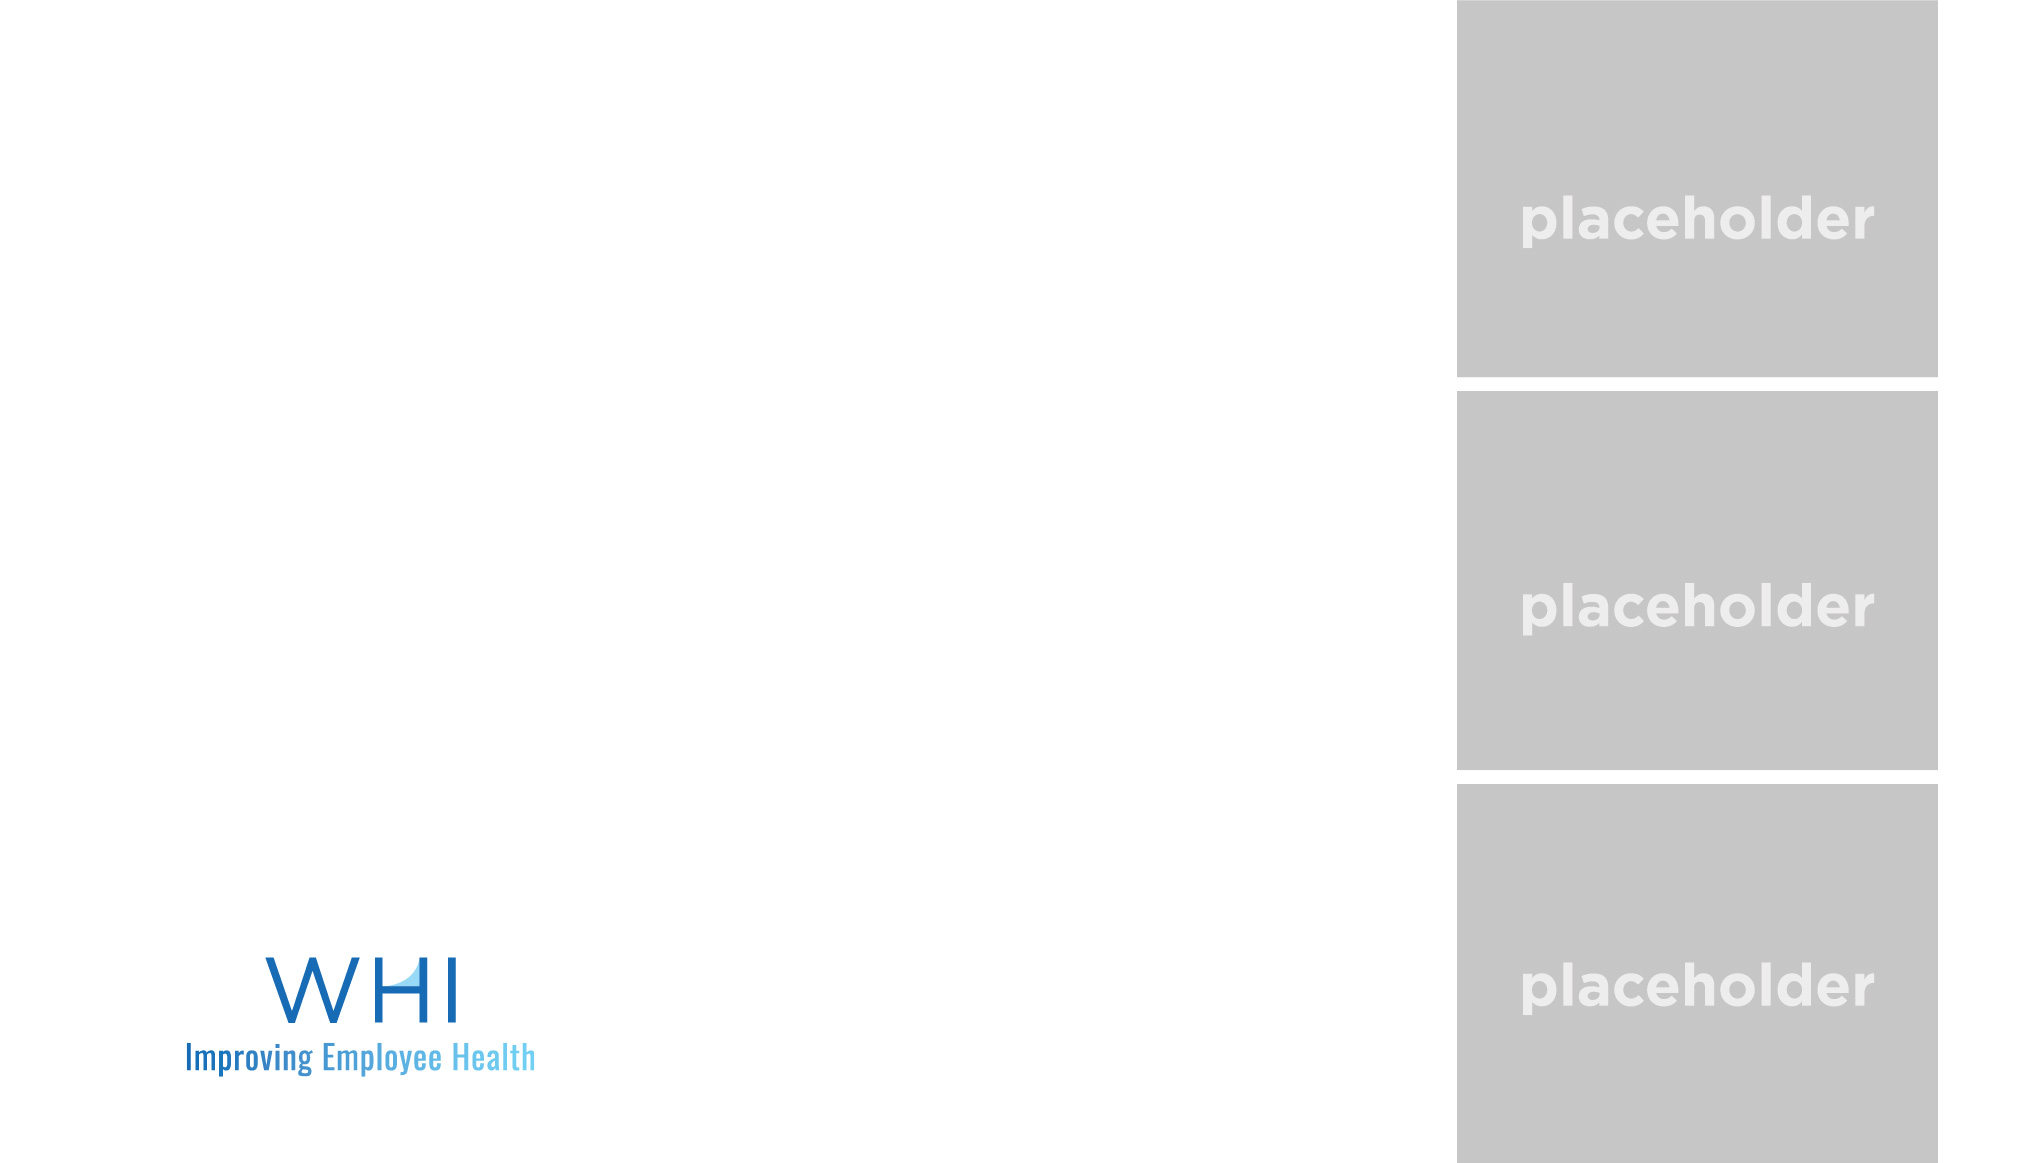 placeholder
placeholder
placeholder
WHI
Improving Employee Health